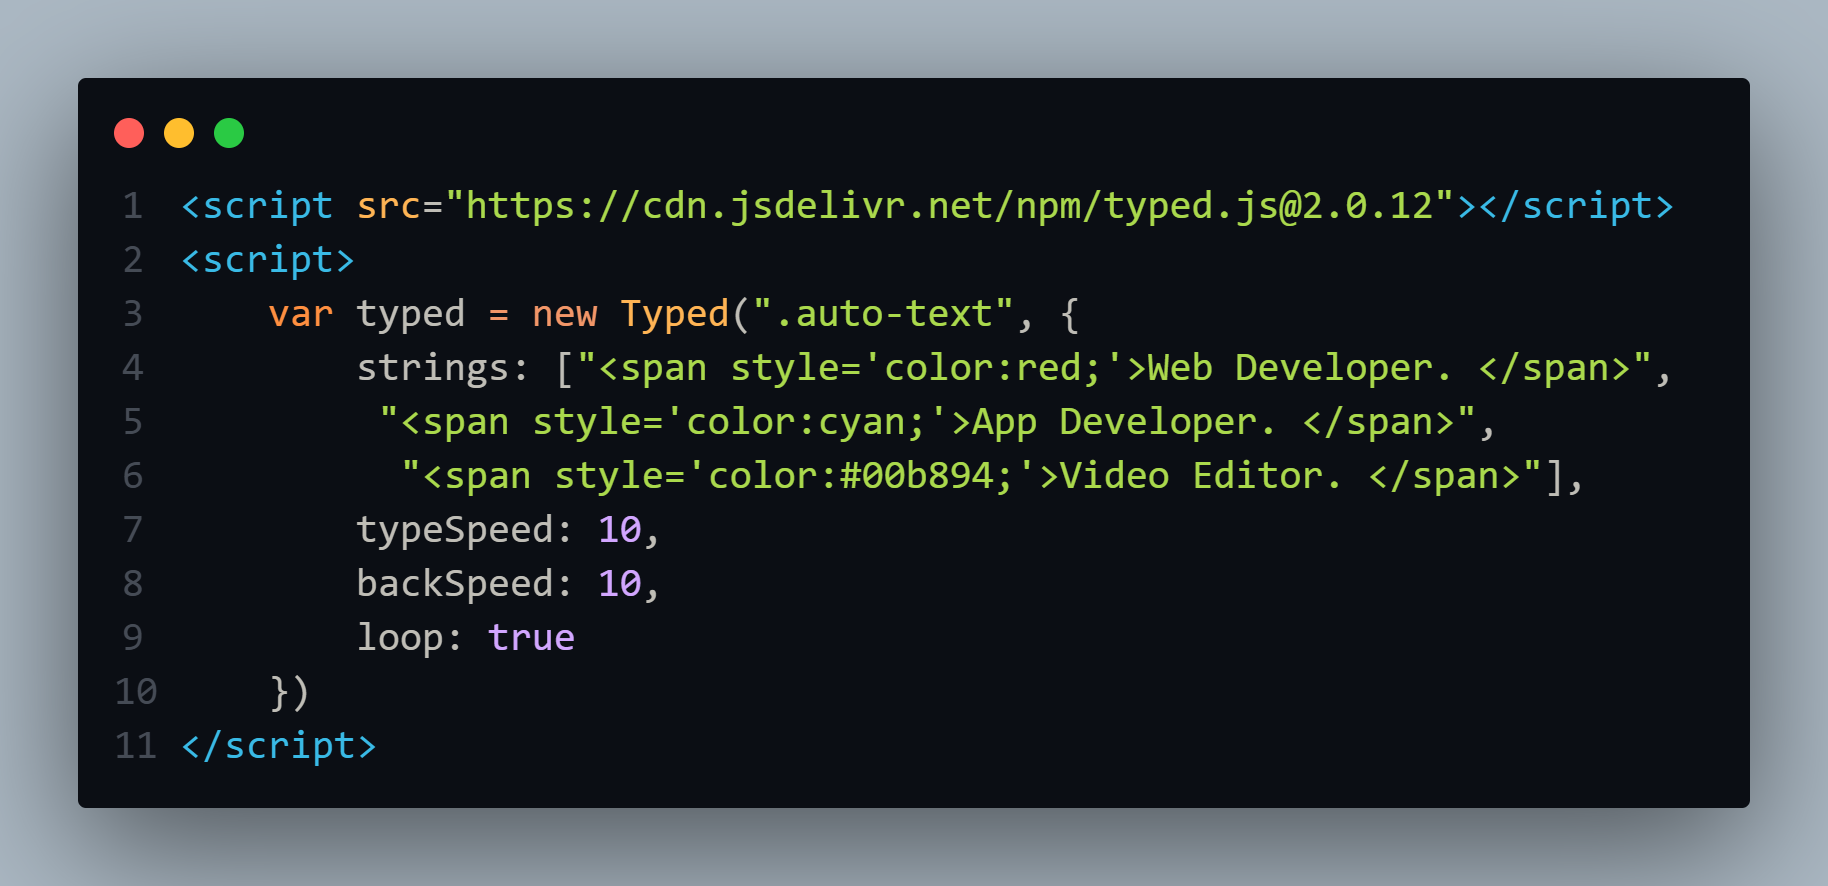 1 <script src="https://cdn.jsdelivr.net/npm/typed.js@2.0.12"></script>
2 <script>
3     var typed = new Typed(".auto-text", {
4         strings: ["<span style='color:red;'>Web Developer. </span>",
5          "<span style='color:cyan;'>App Developer. </span>",
6           "<span style='color:#00b894;'>Video Editor. </span>"],
7         typeSpeed: 10,
8         backSpeed: 10,
9         loop: true
10     })
11 </script>